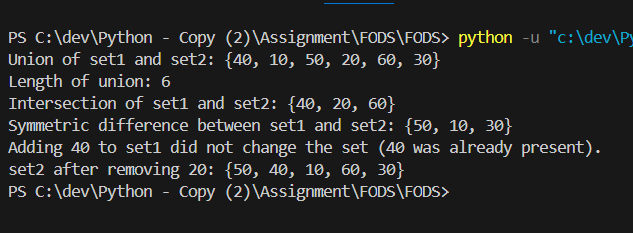 PS C:\dev\Python - Copy (2)\Assignment\FODS\FODS> python -u "c:\dev\Py
Union of set1 and set2: {40, 10, 50, 20, 60, 30}
Length of union: 6
Intersection of set1 and set2: {40, 20, 60}
Symmetric difference between set1 and set2: {50, 10, 30}
Adding 40 to set1 did not change the set (40 was already present).
set2 after removing 20: {50, 40, 10, 60, 30}
PS C:\dev\Python - Copy (2)\Assignment\FODS\FODS>